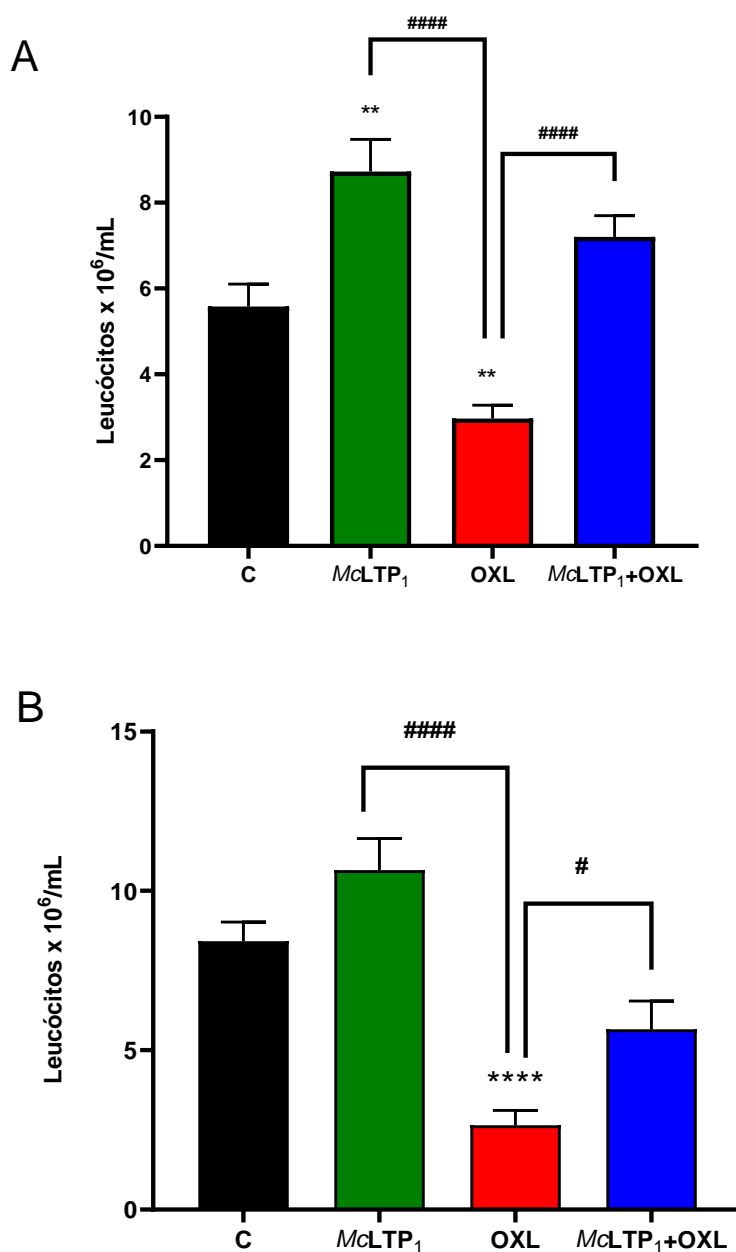 A
####
**
####
10
8
6
4
2
0
Leucócitos x 10⁶/mL
**
C McLTP₁ OXL McLTP₁+OXL
B
15
10
5
0
Leucócitos x 10⁶/mL
####
#
****
C McLTP₁ OXL McLTP₁+OXL